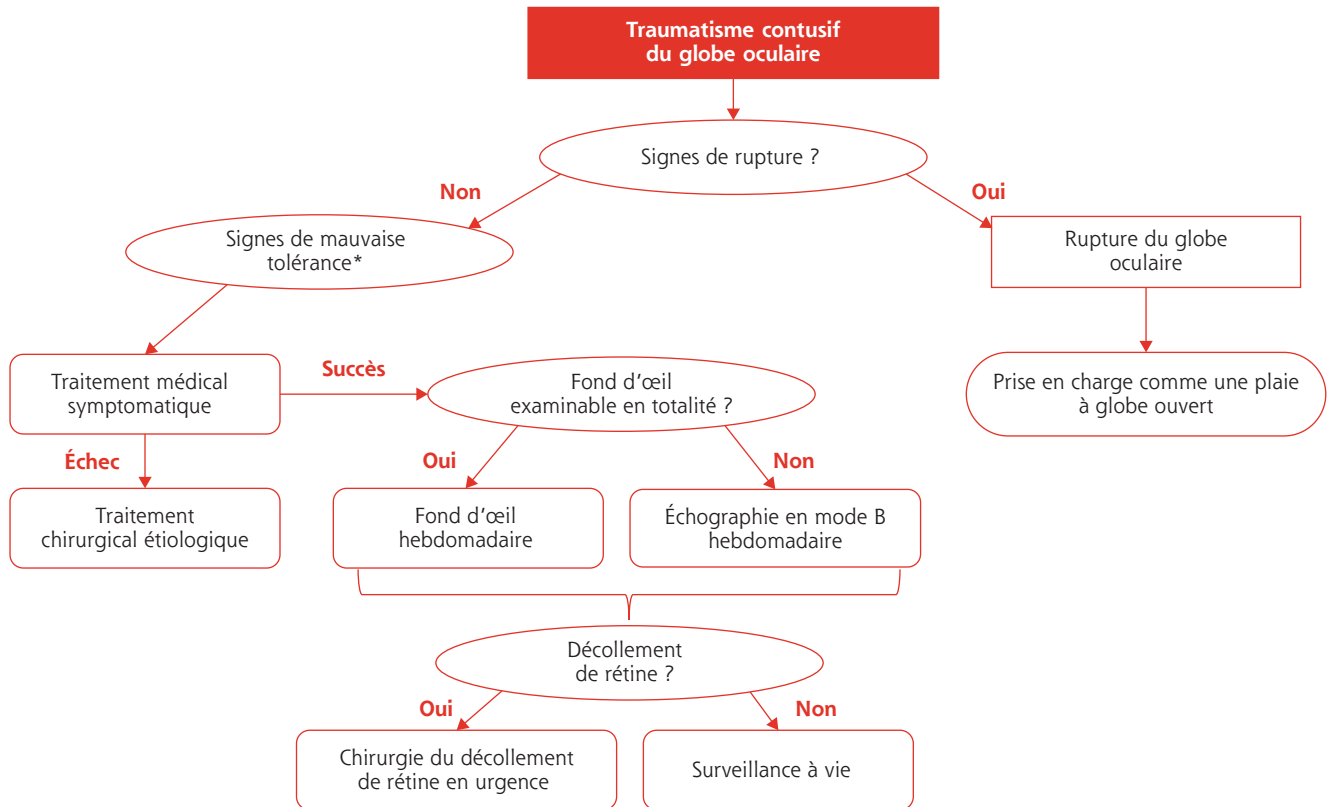 Traumatisme contusif
du globe oculaire
Signes de rupture ?
Non
Oui
Signes de mauvaise
tolérance*
Rupture du globe
oculaire
Traitement médical
symptomatique
Succès
Fond d'œil
examinable en totalité ?
Prise en charge comme une plaie
à globe ouvert
Échec
Oui
Non
Traitement
chirurgical étiologique
Fond d'œil
hebdomadaire
Échographie en mode B
hebdomadaire
Décollement
de rétine ?
Oui
Non
Chirurgie du décollement
de rétine en urgence
Surveillance à vie